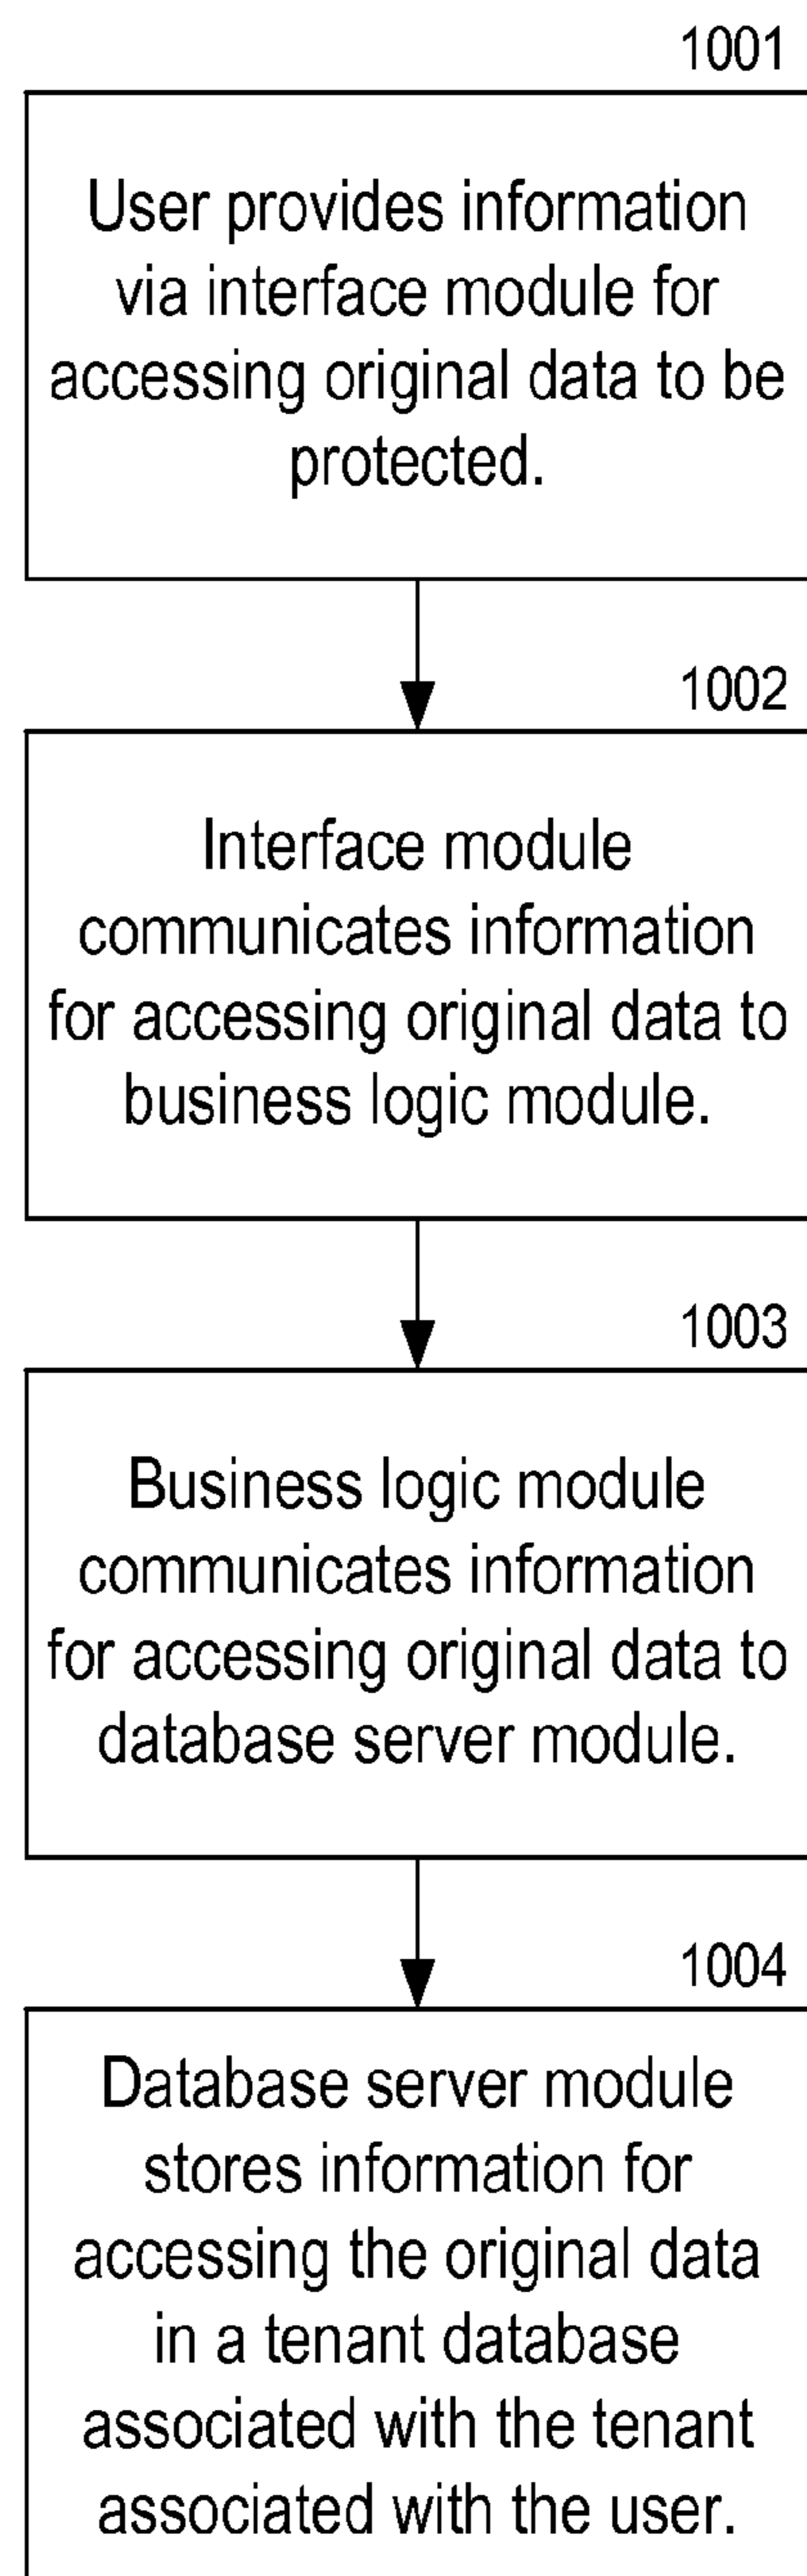 1001
User provides information
via interface module for
accessing original data to be
protected.
1002
Interface module
communicates information
for accessing original data to
business logic module.
1003
Business logic module
communicates information
for accessing original data to
database server module.
1004
Database server module
stores information for
accessing the original data
in a tenant database
associated with the tenant
associated with the user.